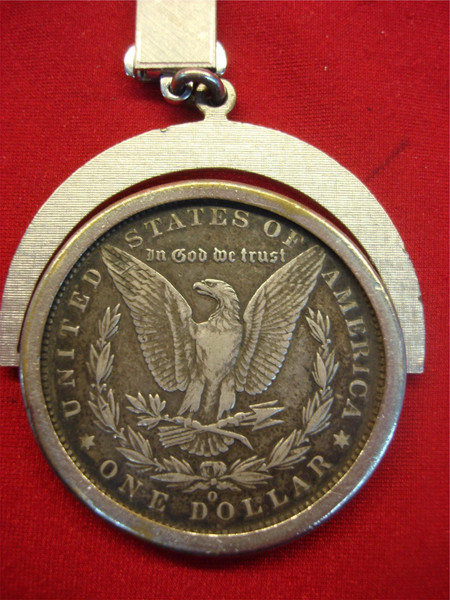 UNITED STATES OF AMERICA
In God we trust
O
ONE DOLLAR